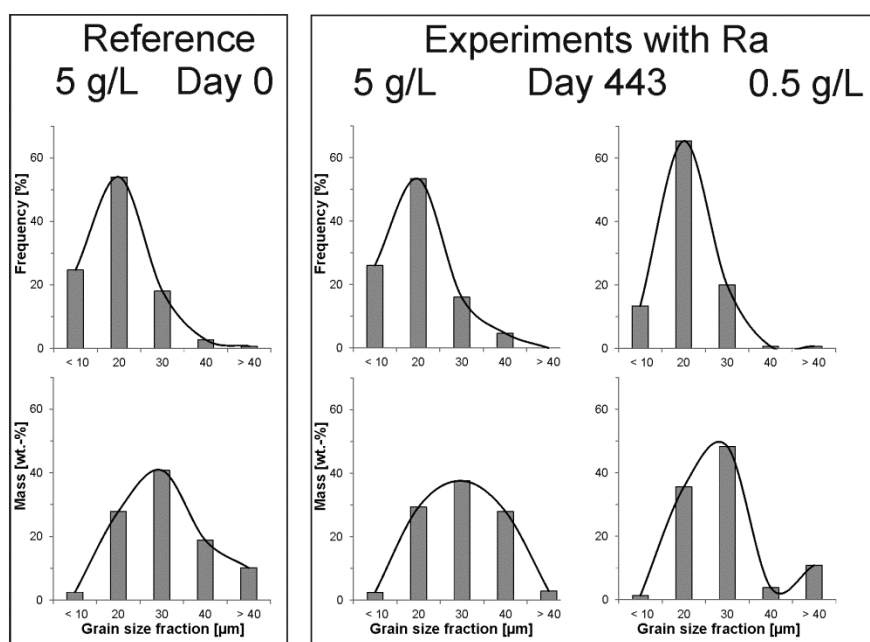 Reference
5 g/L Day 0
Experiments with Ra
5 g/L Day 443 0.5 g/L
Frequency [%]
60
40
20
0
< 10 20 30 40 > 40
Frequency [%]
60
40
20
0
< 10 20 30 40 > 40
60
40
20
0
< 10 20 30 40 > 40
Mass [wt.-%]
60
40
20
0
< 10 20 30 40 > 40
Grain size fraction [µm]
Mass [wt.-%]
60
40
20
0
< 10 20 30 40 > 40
Grain size fraction [µm]
60
40
20
0
< 10 20 30 40 > 40
Grain size fraction [µm]